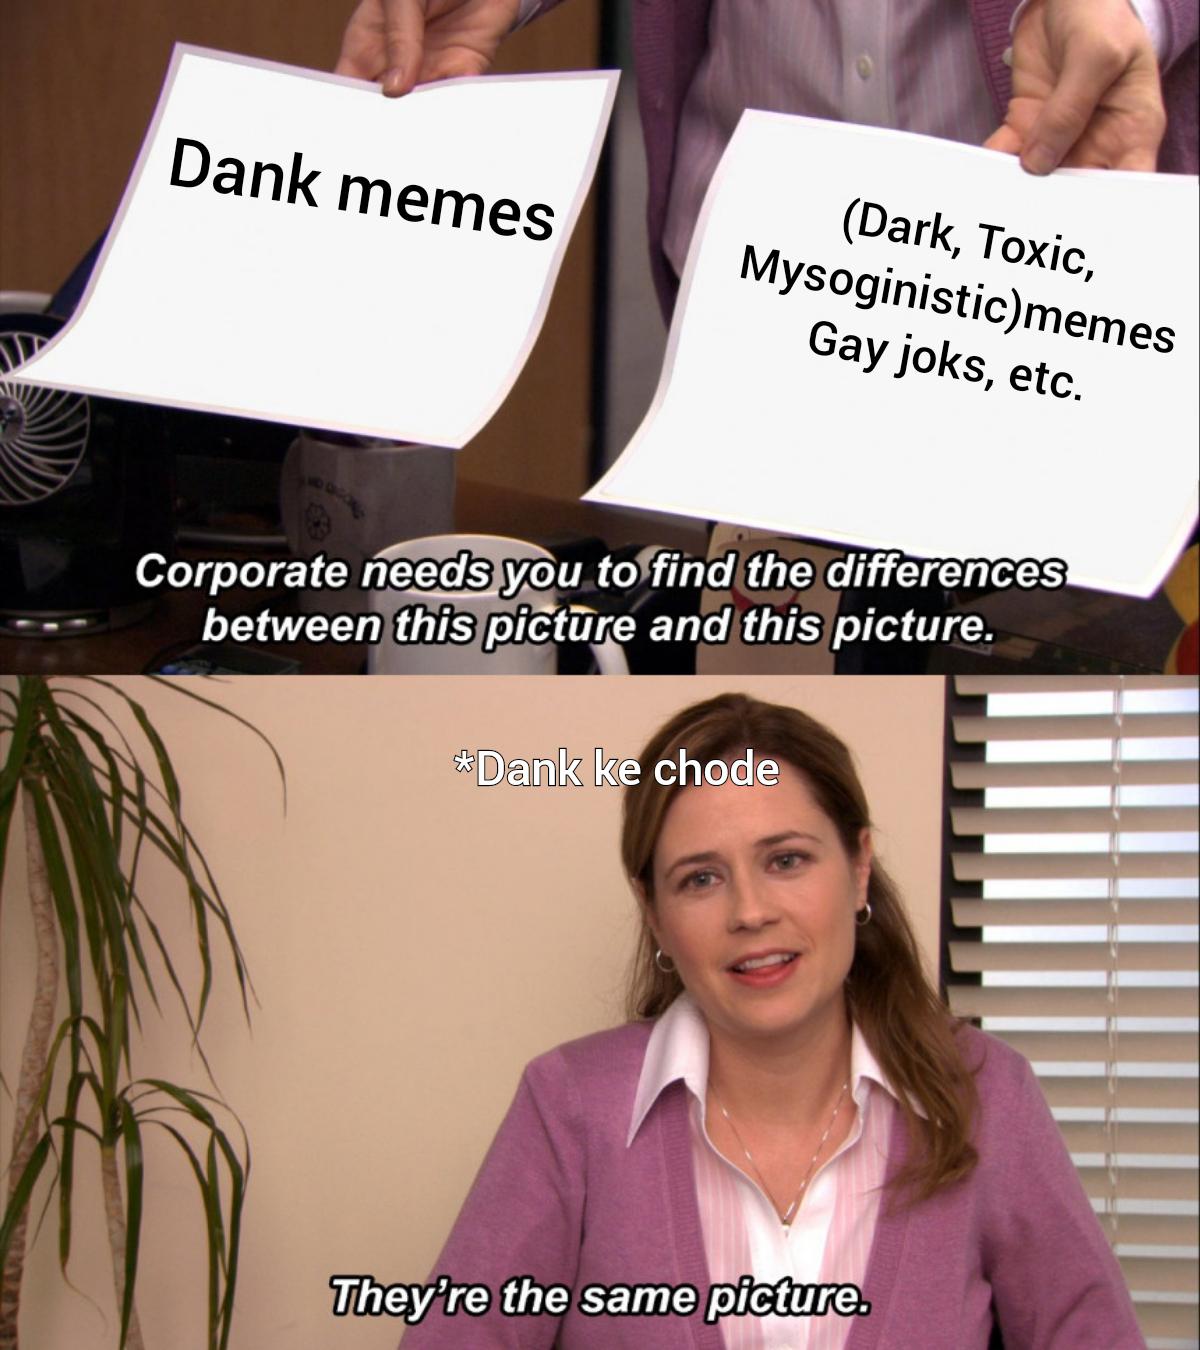 Dank memes
(Dark, Toxic,
Mysoginistic)memes
Gay joks, etc.
Corporate needs you to find the differences
between this picture and this picture.
*Dank ke chode
They're the same picture.